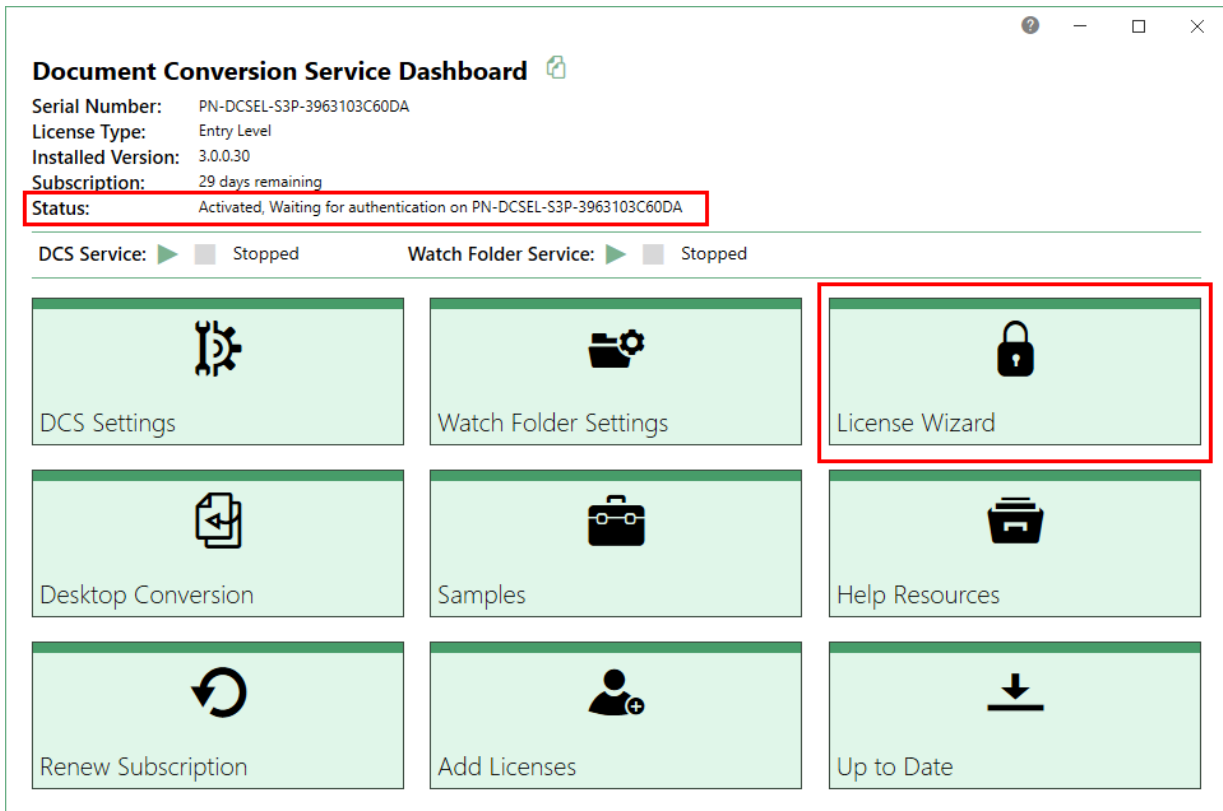 Document Conversion Service Dashboard
Serial Number: PN-DCSEL-S3P-3963103C60DA
License Type: Entry Level
Installed Version: 3.0.0.30
Subscription: 29 days remaining
Status: Activated, Waiting for authentication on PN-DCSEL-S3P-3963103C60DA
DCS Service: Stopped Watch Folder Service: Stopped
DCS Settings
Watch Folder Settings
License Wizard
Desktop Conversion
Samples
Help Resources
Renew Subscription
Add Licenses
Up to Date